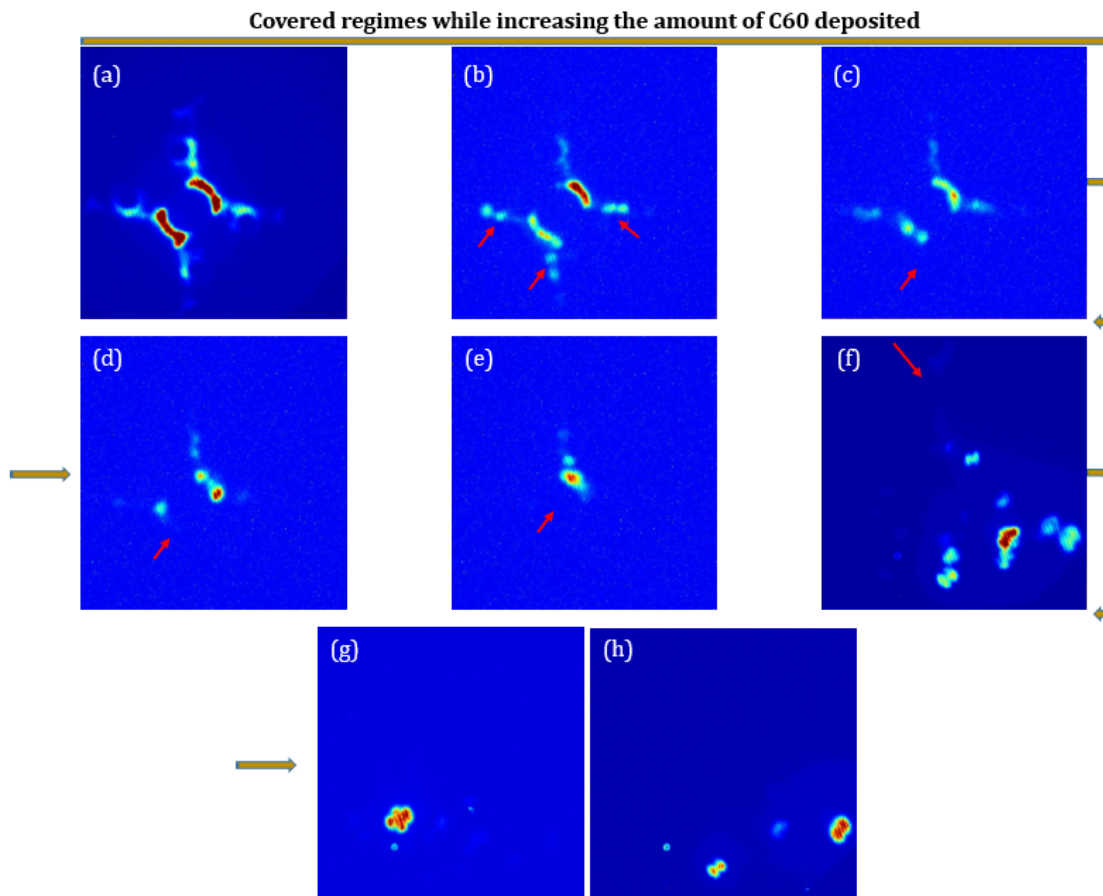 Covered regimes while increasing the amount of C60 deposited
(a)
(b)
(c)
(d)
(e)
(f)
(g)
(h)